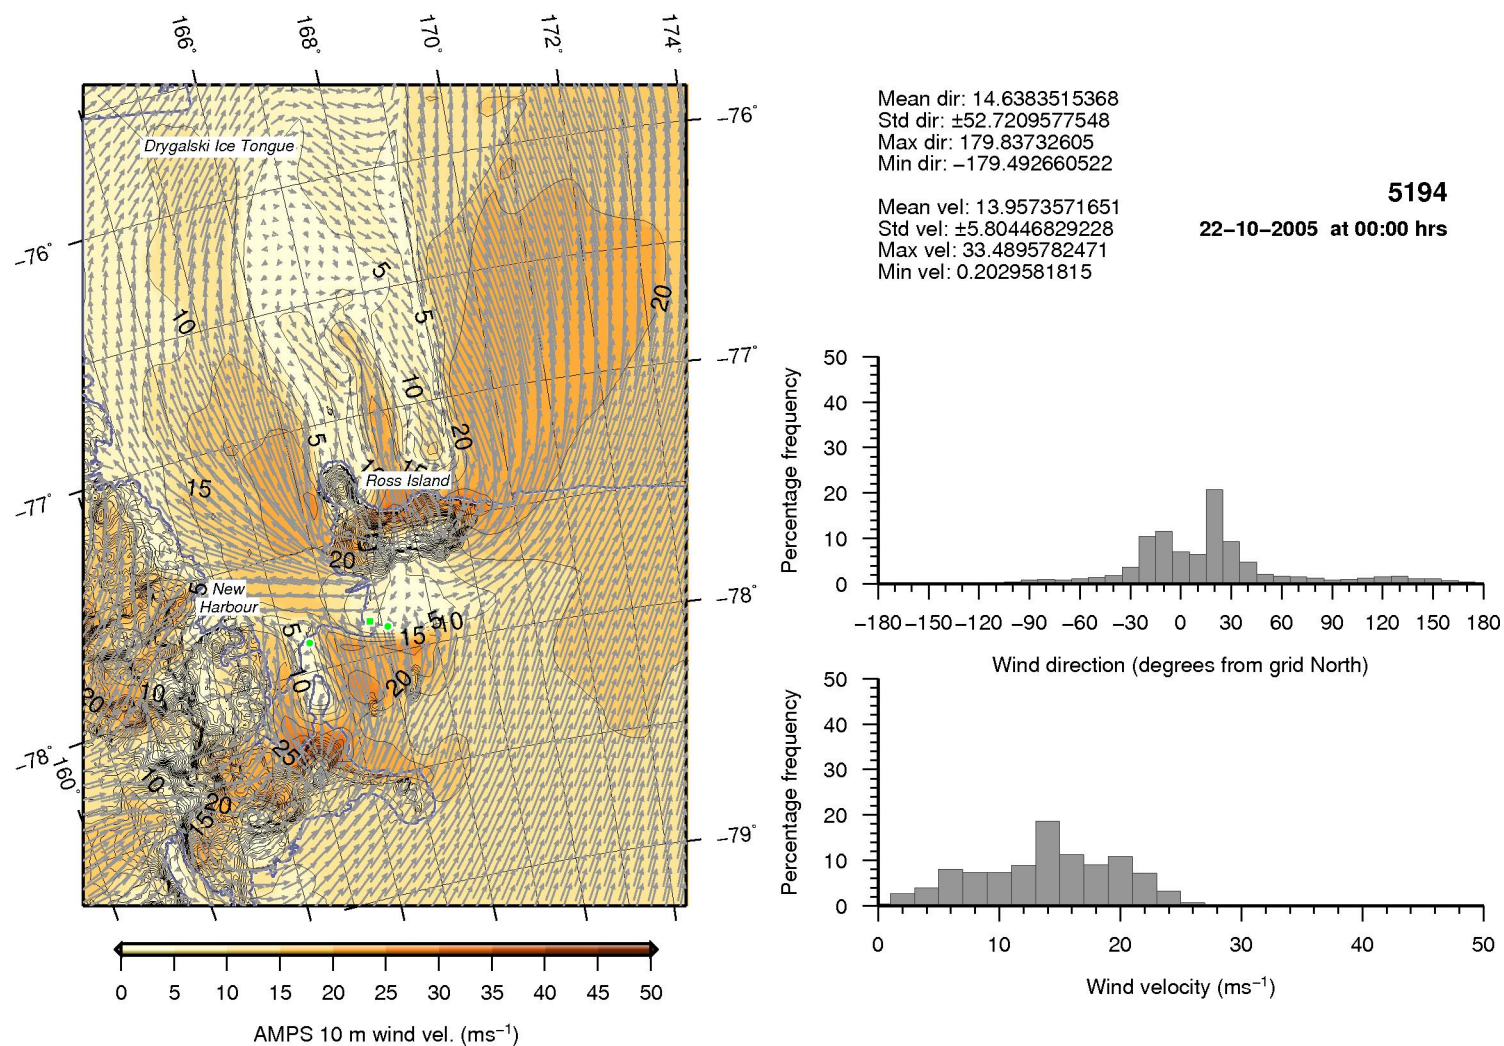 166°
168°
170°
172°
174°
−76°
−77°
−78°
−79°
−76°
−77°
−78°
160°
Drygalski Ice Tongue
Ross Island
New
Harbour
5
10
5
10
20
20
5
15
15
20
5
5
5
10
15
10
20
25
10
20
10
20
15
0 5 10 15 20 25 30 35 40 45 50
AMPS 10 m wind vel. (ms−1)
Mean dir: 14.6383515368
Std dir: ±52.7209577548
Max dir: 179.83732605
Min dir: −179.492660522
Mean vel: 13.9573571651
Std vel: ±5.80446829228
Max vel: 33.4895782471
Min vel: 0.2029581815
5194
22−10−2005 at 00:00 hrs
Percentage frequency
50
40
30
20
10
0
−180 −150 −120 −90 −60 −30 0 30 60 90 120 150 180
Wind direction (degrees from grid North)
Percentage frequency
50
40
30
20
10
0
0 10 20 30 40 50
Wind velocity (ms−1)